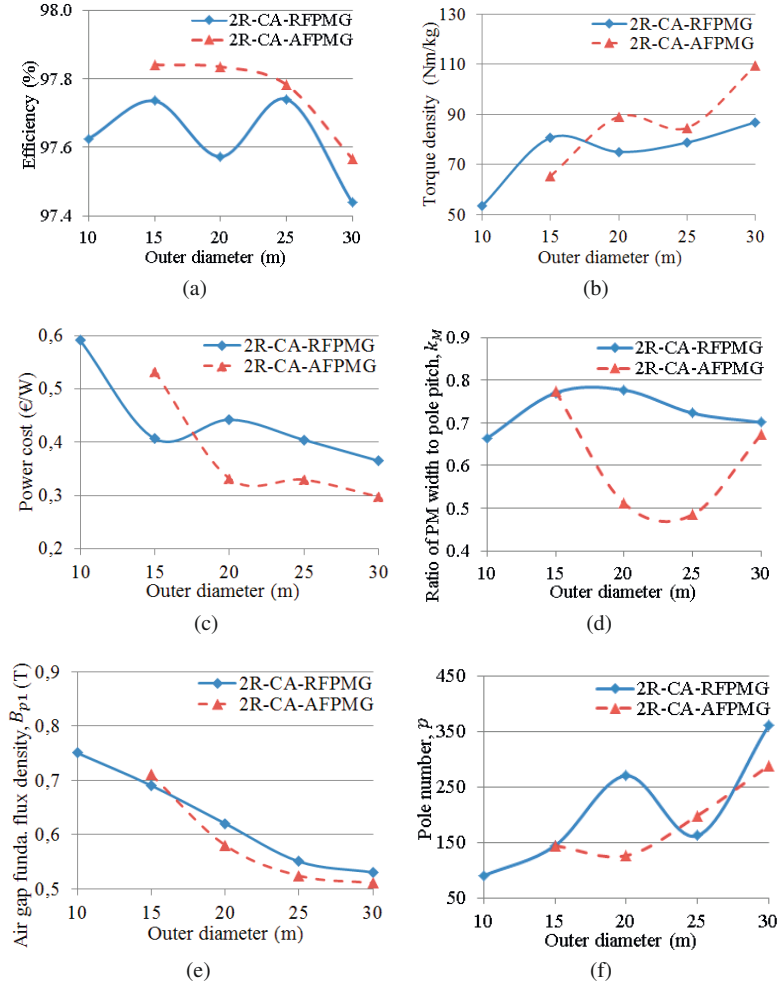 98.0
97.8
97.6
97.4
Efficiency (%)
2R-CA-RFPMG
2R-CA-AFPMG
10 15 20 25 30
Outer diameter (m)
(a)
130
110
90
70
50
Torque density (Nm/kg)
2R-CA-RFPMG
2R-CA-AFPMG
10 15 20 25 30
Outer diameter (m)
(b)
0,6
0,5
0,4
0,3
0,2
Power cost (€/W)
2R-CA-RFPMG
2R-CA-AFPMG
10 15 20 25 30
Outer diameter (m)
(c)
0.9
0.8
0.7
0.6
0.5
0.4
Ratio of PM width to pole pitch, kM
2R-CA-RFPMG
2R-CA-AFPMG
10 15 20 25 30
Outer diameter (m)
(d)
0,9
0,8
0,7
0,6
0,5
Air gap funda. flux density, Bp1 (T)
2R-CA-RFPMG
2R-CA-AFPMG
10 15 20 25 30
Outer diameter (m)
(e)
450
350
250
150
50
Pole number, p
2R-CA-RFPMG
2R-CA-AFPMG
10 15 20 25 30
Outer diameter (m)
(f)